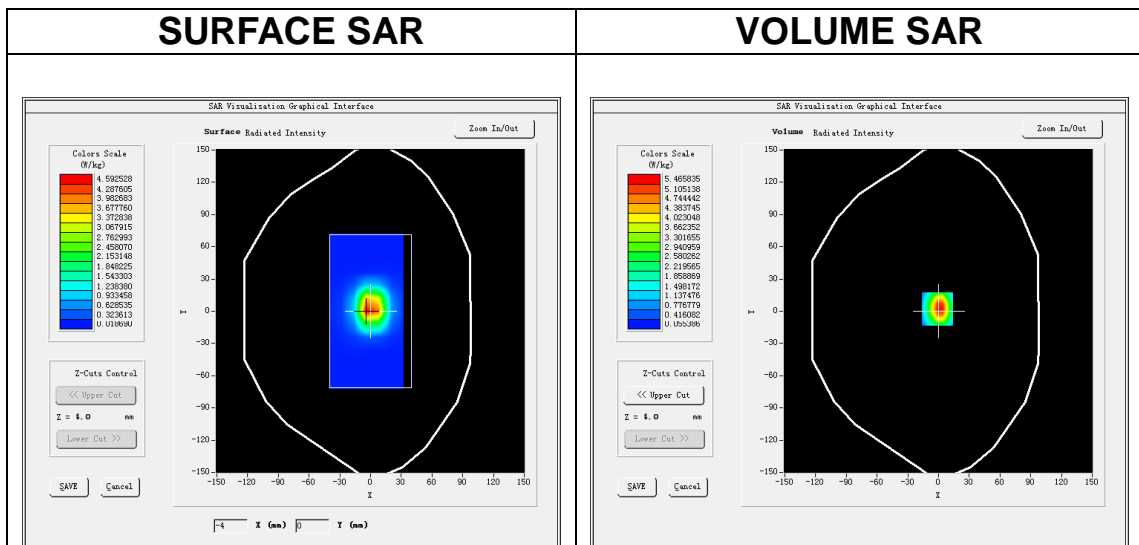 SURFACE SAR
VOLUME SAR
SAR Visualisation Graphical Interface
Surface Radiated Intensity
Zoom In/Out
Colors Scale
(W/kg)
4.592528
4.287605
3.982683
3.677760
3.372838
3.067915
2.762993
2.458070
2.153148
1.848225
1.543303
1.238380
0.933458
0.628535
0.323613
0.018690
Z-Cuts Control
<< Upper Cut
Z = 4.0 mm
Lower Cut >>
SAVE
Cancel
150
120
90
60
30
0
-30
-60
-90
-120
-150
Y
-150 -120 -90 -60 -30 0 30 60 90 120 150
X
-4 X (mm) 0 Y (mm)
SAR Visualisation Graphical Interface
Volume Radiated Intensity
Zoom In/Out
Colors Scale
(W/kg)
5.465835
5.105138
4.744442
4.383745
4.023048
3.662352
3.301655
2.940959
2.580262
2.219565
1.858869
1.498172
1.137476
0.776779
0.416082
0.055386
Z-Cuts Control
<< Upper Cut
Z = 4.0 mm
Lower Cut >>
SAVE
Cancel
150
120
90
60
30
0
-30
-60
-90
-120
-150
Y
-150 -120 -90 -60 -30 0 30 60 90 120 150
X